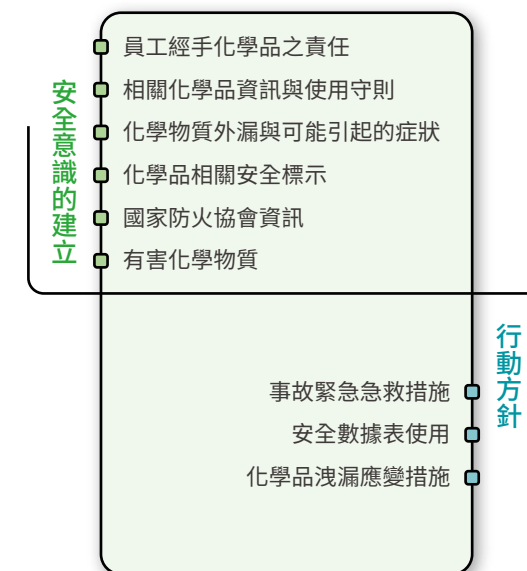 安全意識的建立
員工經手化學品之責任
相關化學品資訊與使用守則
化學物質外漏與可能引起的症狀
化學品相關安全標示
國家防火協會資訊
有害化學物質
行動方針
事故緊急急救措施
安全數據表使用
化學品洩漏應變措施